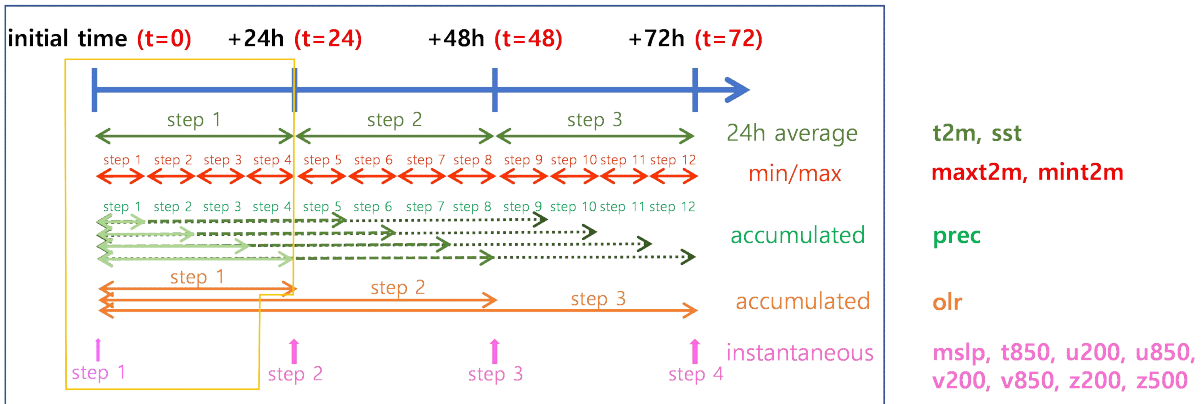 initial time (t=0) +24h (t=24) +48h (t=48) +72h (t=72)
step 1 step 2 step 3 24h average t2m, sst
step 1 step 2 step 3 step 4 step 5 step 6 step 7 step 8 step 9 step 10 step 11 step 12
min/max maxt2m, mint2m
step 1 step 2 step 3 step 4 step 5 step 6 step 7 step 8 step 9 step 10 step 11 step 12
accumulated prec
step 1
step 2
step 3 accumulated olr
instantaneous mslp, t850, u200, u850,
step 1 step 2 step 3 step 4 v200, v850, z200, z500